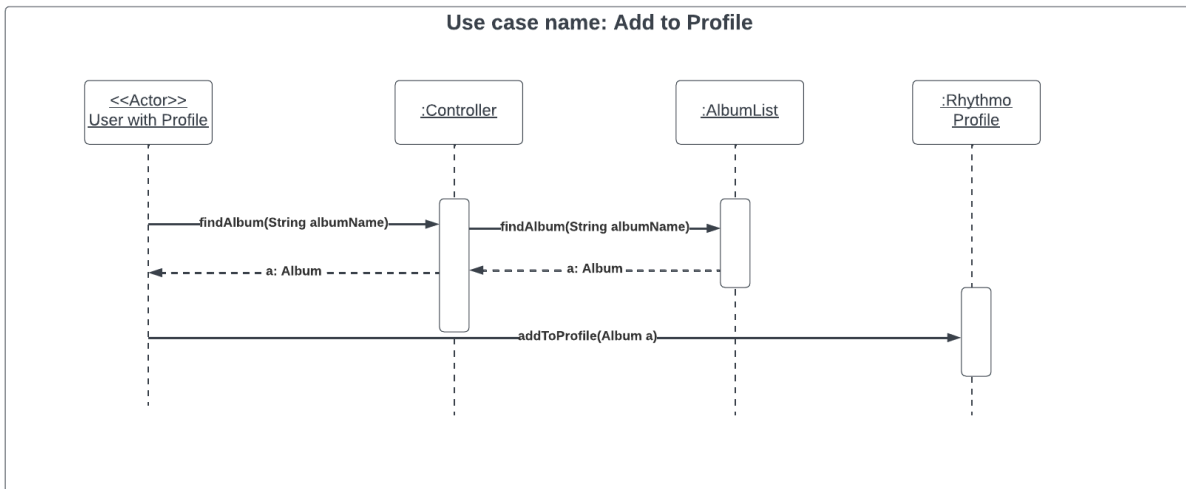 Use case name: Add to Profile
<<Actor>>
User with Profile
:Controller
:AlbumList
:Rhythmo
Profile
findAlbum(String albumName)
findAlbum(String albumName)
a: Album
a: Album
addToProfile(Album a)